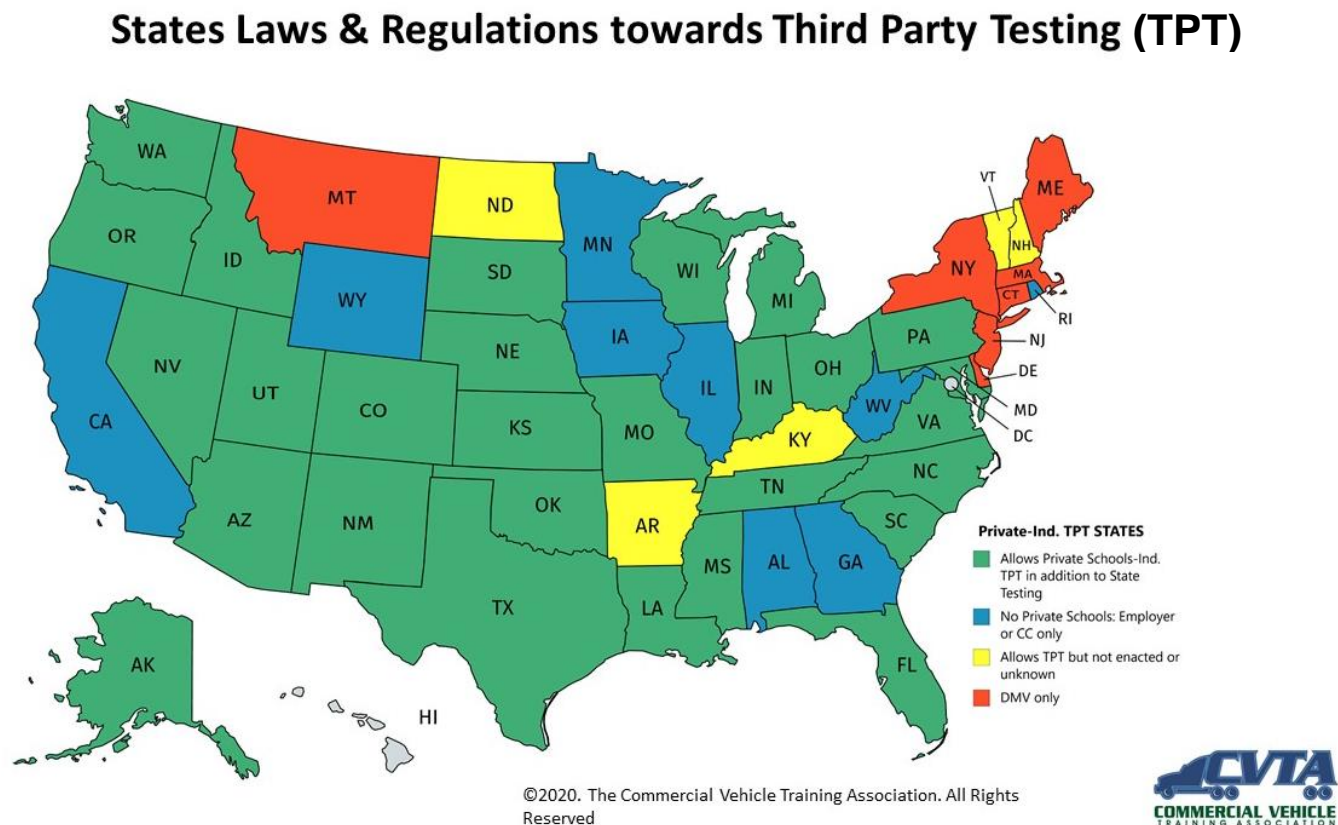 States Laws & Regulations towards Third Party Testing (TPT)
WA
MT
ND
MN
VT
ME
OR
ID
SD
WI
MI
NY
NH
MA
CT
RI
WY
IA
NE
PA
NJ
NV
UT
CO
IL
IN
OH
DE
WV
MD
CA
KS
MO
KY
VA
DC
AZ
NM
OK
AR
TN
NC
SC
MS
AL
GA
TX
LA
FL
AK
HI
Private-Ind. TPT STATES
Allows Private Schools-Ind.
TPT in addition to State
Testing
No Private Schools: Employer
or CC only
Allows TPT but not enacted or
unknown
DMV only
©2020. The Commercial Vehicle Training Association. All Rights
Reserved
CVTA
COMMERCIAL VEHICLE
TRAINING ASSOCIATION